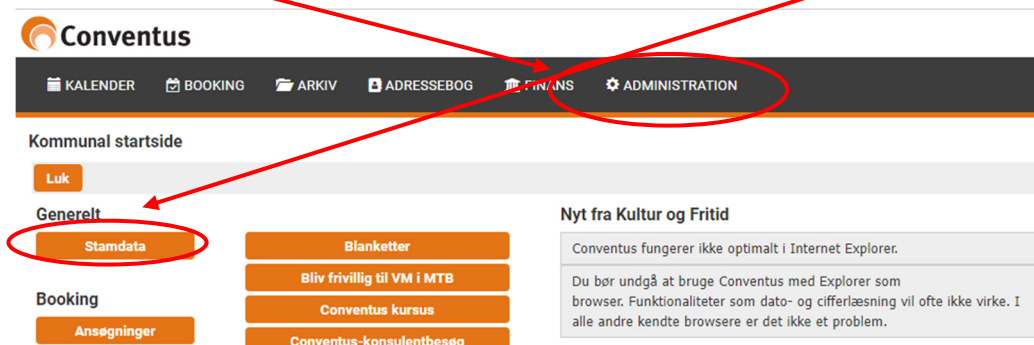 Conventus
KALENDER BOOKING ARKIV ADRESSEBOG FINANS ADMINISTRATION
Kommunal startside
Luk
Generelt
Stamdata
Booking
Ansøgninger
Blanketter
Bliv frivillig til VM i MTB
Conventus kursus
Conventus-konsulentbesøg
Nyt fra Kultur og Fritid
Conventus fungerer ikke optimalt i Internet Explorer.
Du bør undgå at bruge Conventus med Explorer som
browser. Funktionaliteter som dato- og cifferlæsning vil ofte ikke virke. I
alle andre kendte browsere er det ikke et problem.